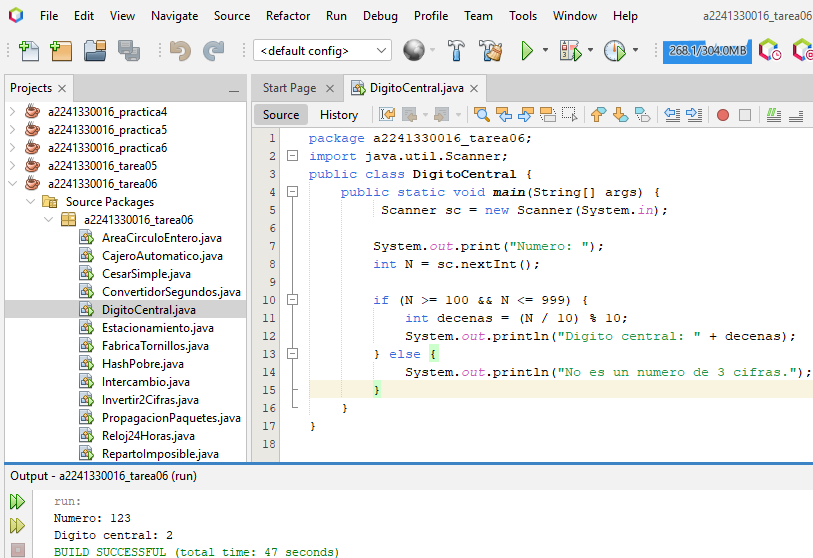 File Edit View Navigate Source Refactor Run Debug Profile Team Tools Window Help a2241330016_tarea06
<default config> 268.1/304.0MB
Projects
Start Page DigitoCentral.java
Source History
a2241330016_practica4
a2241330016_practica5
a2241330016_practica6
a2241330016_tarea05
a2241330016_tarea06
Source Packages
a2241330016_tarea06
AreaCirculoEntero.java
CajeroAutomatico.java
CesarSimple.java
ConvertidorSegundos.java
DigitoCentral.java
Estacionamiento.java
FabricaTornillos.java
HashPobre.java
Intercambio.java
Invertir2Cifras.java
PropagacionPaquetes.java
Reloj24Horas.java
RepartoImposible.java
1 package a2241330016_tarea06;
2 import java.util.Scanner;
3 public class DigitoCentral {
4 public static void main(String[] args) {
5 Scanner sc = new Scanner(System.in);
6
7 System.out.print("Numero: ");
8 int N = sc.nextInt();
9
10 if (N >= 100 && N <= 999) {
11 int decenas = (N / 10) % 10;
12 System.out.println("Digito central: " + decenas);
13 } else {
14 System.out.println("No es un numero de 3 cifras.");
15 }
16 }
17 }
18
Output - a2241330016_tarea06 (run)
run:
Numero: 123
Digito central: 2
BUILD SUCCESSFUL (total time: 47 seconds)